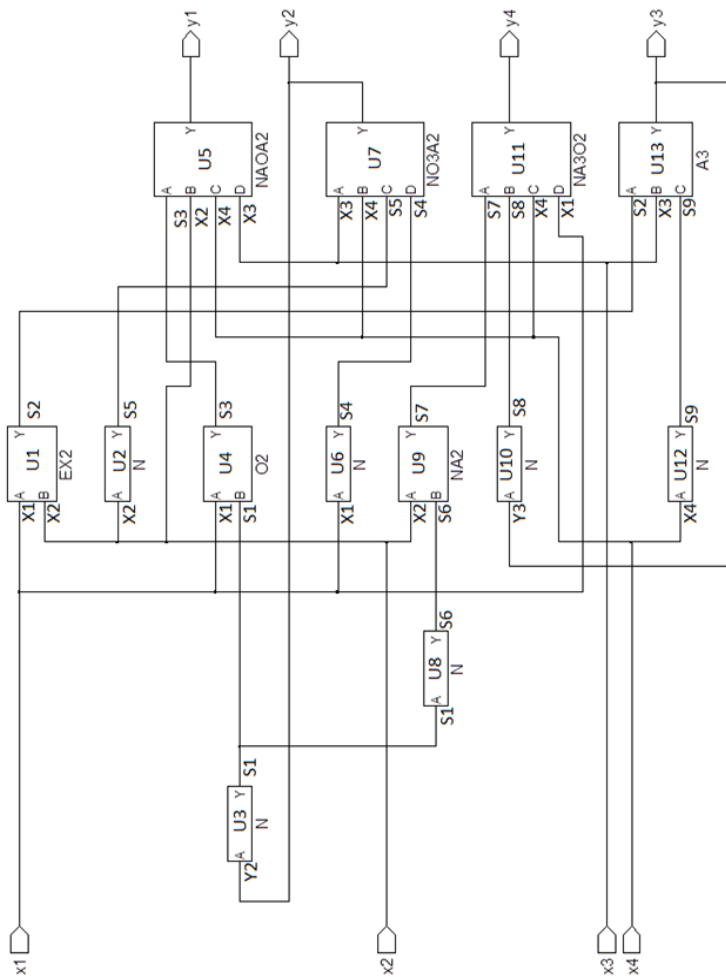 y1
y2
y4
y3
Y
U5
A
B
C
D
NAOA2
S3
X2
X4
X3
Y
U7
A
B
C
D
NO3A2
X3
X4
S5
S4
Y
U11
A
B
C
D
NA3O2
S7
S8
X4
X1
Y
U13
A
B
C
A3
S2
X3
S9
S2
Y
U1
A
B
EX2
X1
X2
S5
Y
U2
A
N
X2
S3
Y
U4
A
B
O2
X1
S1
S4
Y
U6
A
N
X1
S7
Y
U9
A
B
NA2
X2
S6
S8
Y
U10
A
N
Y3
S9
Y
U12
A
N
X4
S6
Y
U8
A
N
S1
S1
Y
U3
A
N
Y2
x1
x2
x3
x4